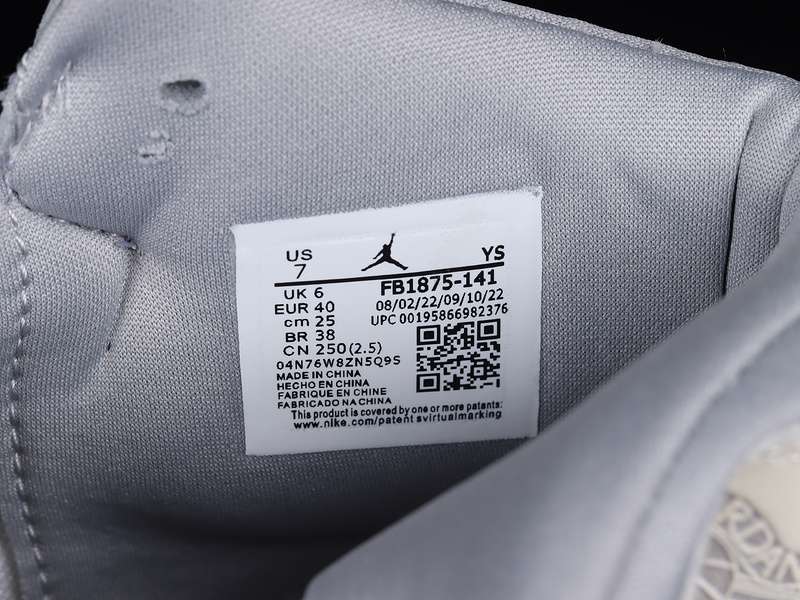 US
7
YS
UK 6
FB1875-141
EUR 40
08/02/22/09/10/22
cm 25
UPC 00195866982376
BR 38
CN 250(2.5)
04N76W8ZN5Q9S
MADE IN CHINA
HECHO EN CHINA
FABRIQUE EN CHINE
FABRICADO NA CHINA
This product is covered by one or more patents:
www.nike.com/patent svirtualmarking
JORDAN